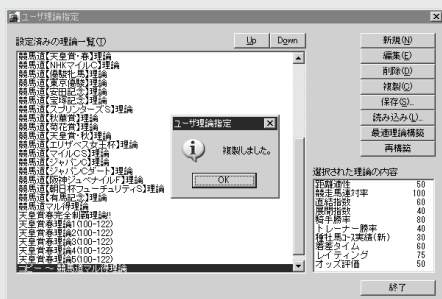 ユーザ理論指定
設定済みの理論一覧(T)
Up
Down
競馬道【天皇賞・春】理論
競馬道【NHKマイルC】理論
競馬道【優駿牝馬】理論
競馬道【東京優駿】理論
競馬道【安田記念】理論
競馬道【宝塚記念】理論
競馬道【スプリンターズS】理論
競馬道【秋華賞】理論
競馬道【菊花賞】理論
競馬道【天皇賞・秋】理論
競馬道【エリザベス女王杯】理論
競馬道【マイルCS】理論
競馬道【ジャパンC】理論
競馬道【ジャパンCダート】理論
競馬道【阪神ジュベナイルF】理論
競馬道【朝日杯フューチュリティS】理論
競馬道【有馬記念】理論
競馬道マル得理論
天皇賞春完全制覇理論!!
天皇賞春理論1(100-122)
天皇賞春理論2(100-122)
天皇賞春理論3(100-122)
天皇賞春理論4(100-122)
天皇賞春理論5(100-122)
コピー ～ 競馬道マル得理論
ユーザ理論指定
複製しました。
OK
新規(N)
編集(E)
削除(D)
複製(C)
保存(S)...
読み込み(L)...
最適理論構築
再構築
選択された理論の内容
距離適性 50
競走馬連対率 100
直結指数 60
展開指数 40
騎手勝率 80
トレーナー勝率 40
種牡馬コース実績(新) 30
着差タイム 60
レイティング 75
オッズ評価 50
終了